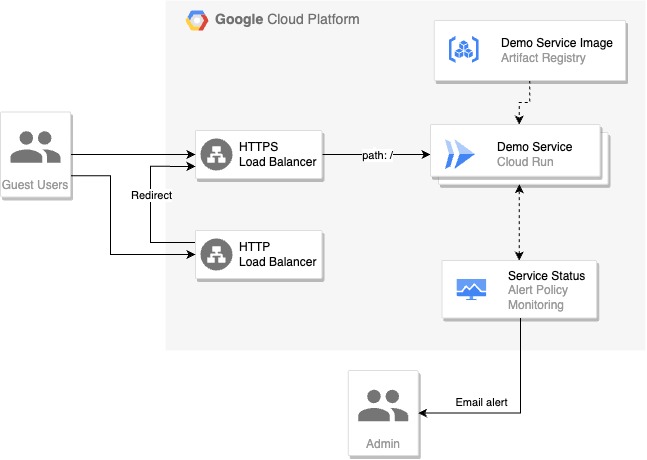 Google Cloud Platform
Demo Service Image
Artifact Registry
HTTPS
Load Balancer
path: /
Demo Service
Cloud Run
Guest Users
Redirect
HTTP
Load Balancer
Service Status
Alert Policy
Monitoring
Email alert
Admin